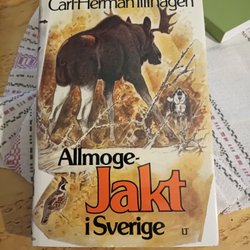 Carl-Herman Tillhagen
Allmoge-
Jakt
i Sverige
LT